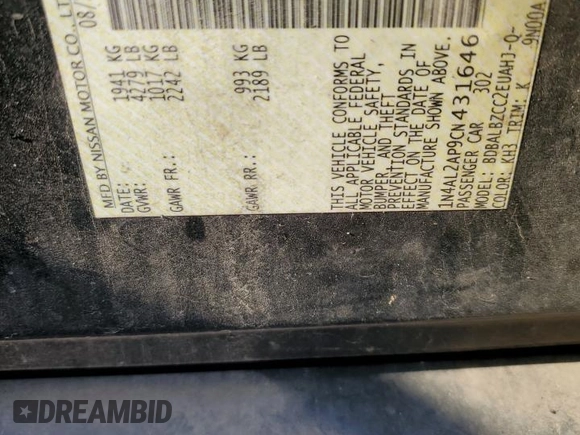 MFD BY NISSAN MOTOR CO., LT
DATE: 08/
GVWR: 1941 KG
4279 LB
GAWR FR.: 1017 KG
2242 LB
GAWR RR.: 993 KG
2189 LB
THIS VEHICLE CONFORMS TO
ALL APPLICABLE FEDERAL
MOTOR VEHICLE SAFETY,
BUMPER, AND THEFT
PREVENTION STANDARDS IN
EFFECT ON THE DATE OF
MANUFACTURE SHOWN ABOVE.
1N4AL2AP9CN431646
PASSENGER CAR 302
MODEL: BDBALBZCC2EUAHJ-Q-
COLOR: KH3 TRIM: K 9N00A
DREAMBID